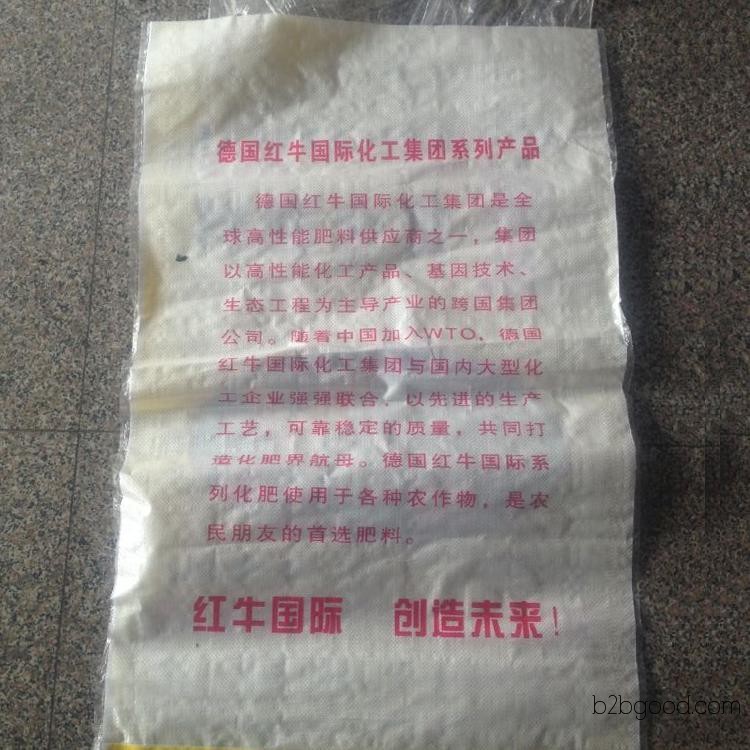 德国红牛国际化工集团系列产品
德国红牛国际化工集团是全
球高性能肥料供应商之一，集团
以高性能化工产品、基因技术、
生态工程为主导产业的跨国集团
公司。随着中国加入WTO，德国
红牛国际化工集团与国内大型化
工企业强强联合，以先进的生产
工艺，可靠稳定的质量，共同打
造化肥界航母。德国红牛国际系
列化肥使用于各种农作物，是农
民朋友的首选肥料。
红牛国际 创造未来！
b2bgood.com